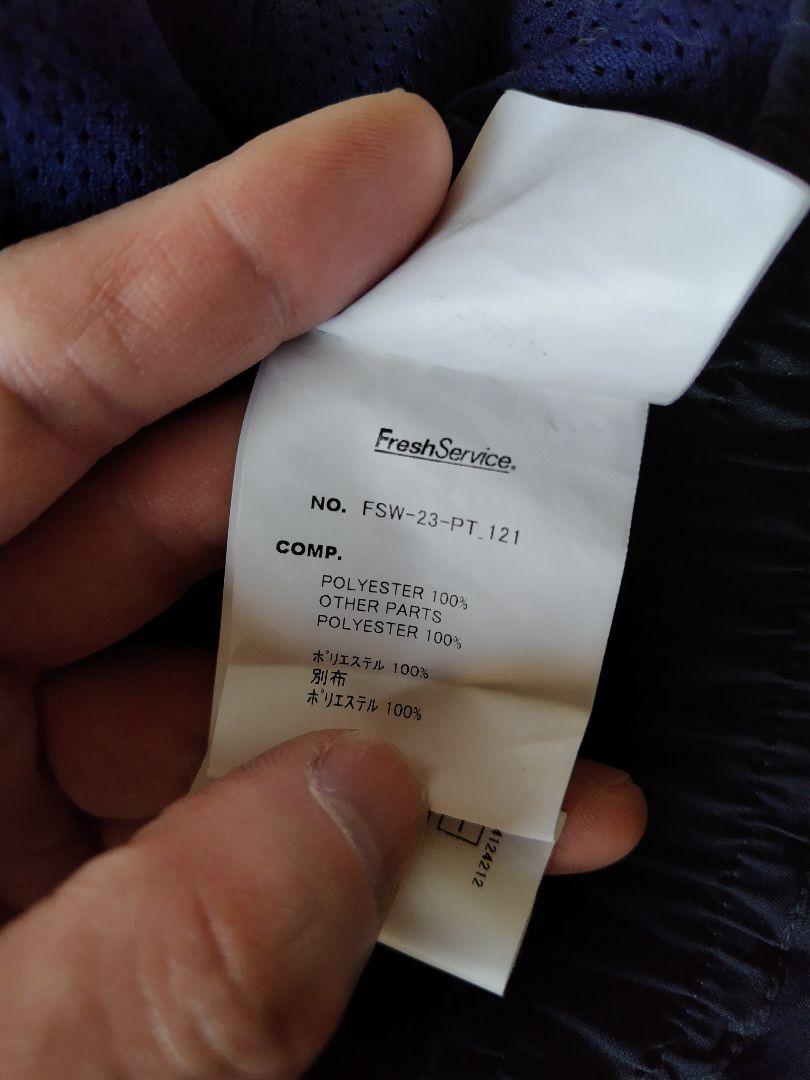 FreshService.
NO. FSW-23-PT_121
COMP.
POLYESTER 100%
OTHER PARTS
POLYESTER 100%
ﾎﾟﾘｴｽﾃﾙ 100%
別布
ﾎﾟﾘｴｽﾃﾙ 100%
4124212